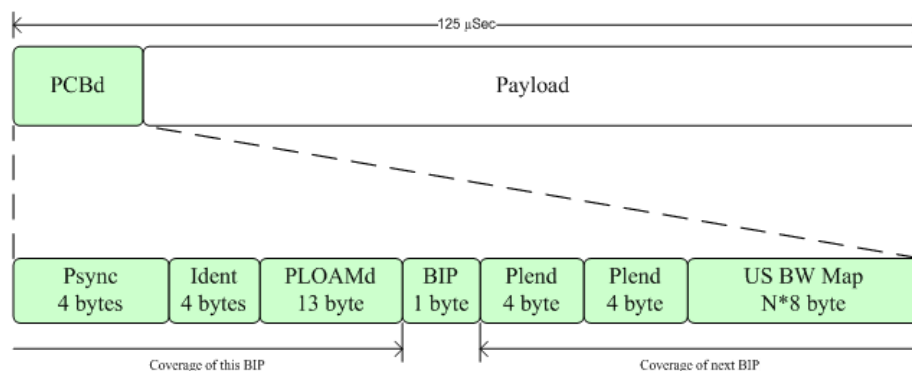 125 µSec
PCBd
Payload
Psync
4 bytes
Ident
4 bytes
PLOAMd
13 byte
BIP
1 byte
Plend
4 byte
Plend
4 byte
US BW Map
N*8 byte
Coverage of this BIP
Coverage of next BIP